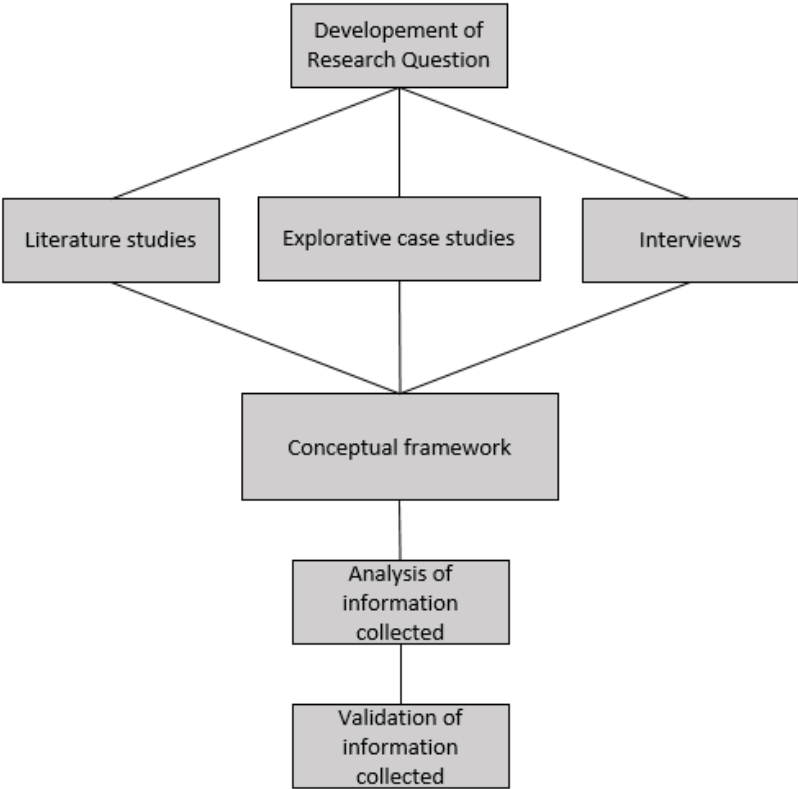 Developement of
Research Question
Literature studies
Explorative case studies
Interviews
Conceptual framework
Analysis of
information
collected
Validation of
information
collected